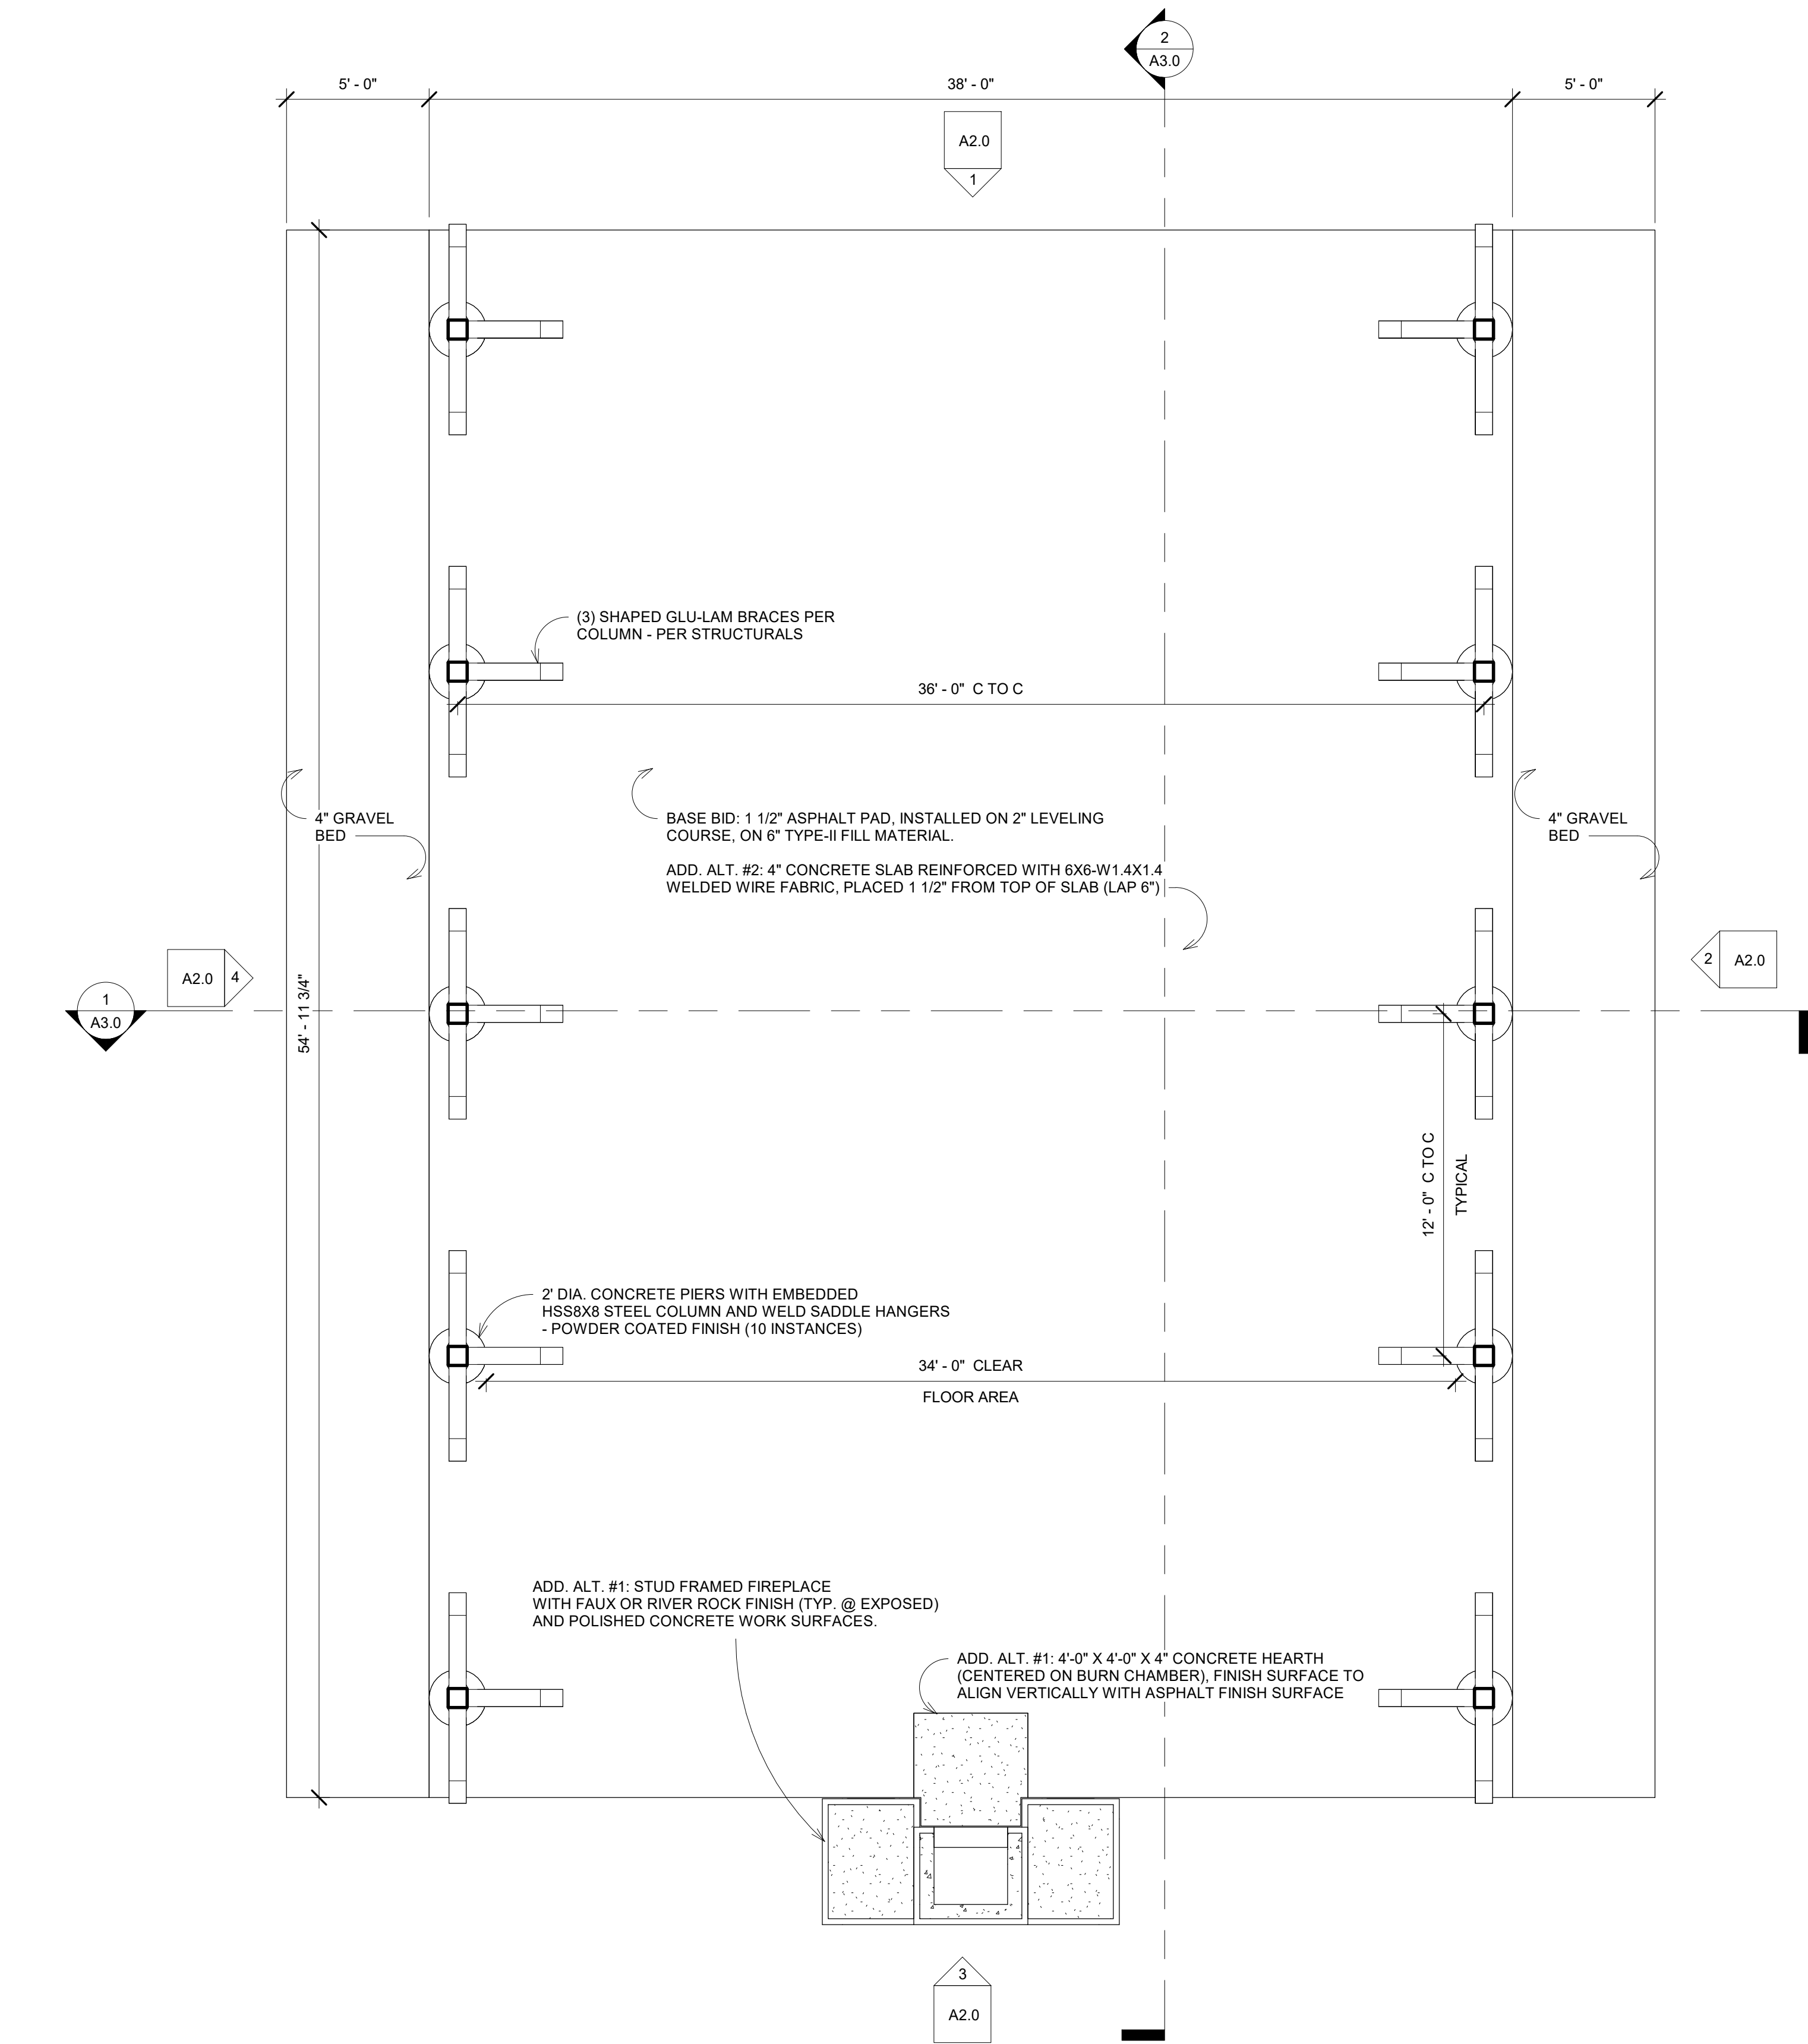 2
A3.0
5' - 0"
38' - 0"
5' - 0"
A2.0
1
(3) SHAPED GLU-LAM BRACES PER
COLUMN - PER STRUCTURALS
36' - 0" C TO C
4" GRAVEL
BED
BASE BID: 1 1/2" ASPHALT PAD, INSTALLED ON 2" LEVELING
COURSE, ON 6" TYPE-II FILL MATERIAL.
ADD. ALT. #2: 4" CONCRETE SLAB REINFORCED WITH 6X6-W1.4X1.4
WELDED WIRE FABRIC, PLACED 1 1/2" FROM TOP OF SLAB (LAP 6")
4" GRAVEL
BED
A2.0
4
2
A2.0
1
A3.0
54' - 11 3/4"
12' - 0" C TO C
TYPICAL
2' DIA. CONCRETE PIERS WITH EMBEDDED
HSS8X8 STEEL COLUMN AND WELD SADDLE HANGERS
- POWDER COATED FINISH (10 INSTANCES)
34' - 0" CLEAR
FLOOR AREA
ADD. ALT. #1: STUD FRAMED FIREPLACE
WITH FAUX OR RIVER ROCK FINISH (TYP. @ EXPOSED)
AND POLISHED CONCRETE WORK SURFACES.
ADD. ALT. #1: 4'-0" X 4'-0" X 4" CONCRETE HEARTH
(CENTERED ON BURN CHAMBER), FINISH SURFACE TO
ALIGN VERTICALLY WITH ASPHALT FINISH SURFACE
3
A2.0